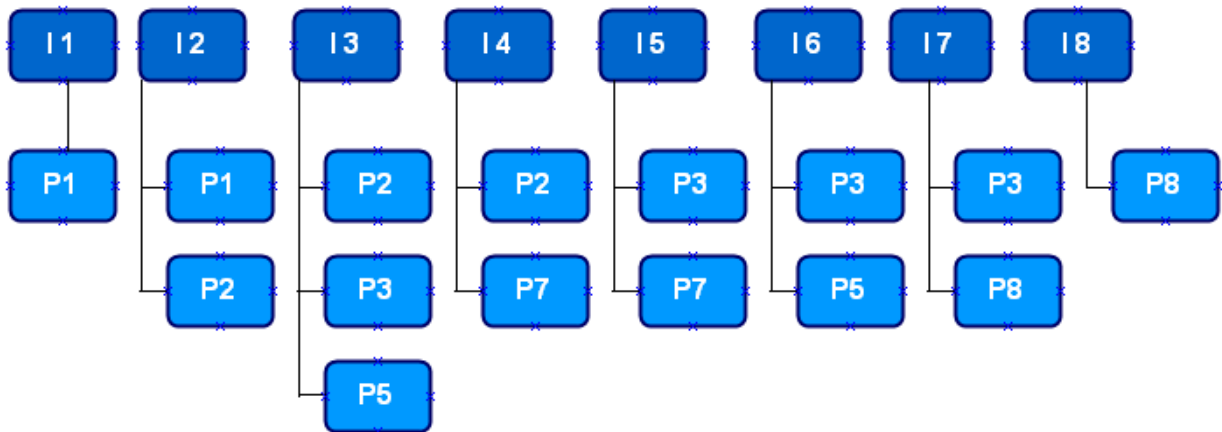 I1 I2 I3 I4 I5 I6 I7 I8
P1 P1 P2 P2 P3 P3 P3 P8
P2 P3 P7 P7 P5 P8
P5